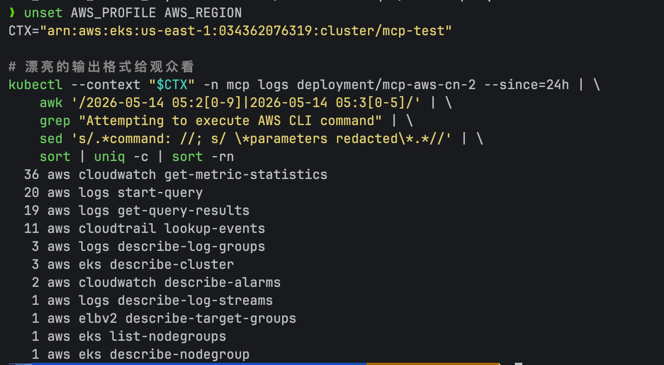 ❯ unset AWS_PROFILE AWS_REGION
CTX="arn:aws:eks:us-east-1:034362076319:cluster/mcp-test"
# 漂亮的输出格式给观众看
kubectl --context "$CTX" -n mcp logs deployment/mcp-aws-cn-2 --since=24h | \
awk '/2026-05-14 05:2[0-9]|2026-05-14 05:3[0-5]/' | \
grep "Attempting to execute AWS CLI command" | \
sed 's/.*command: //; s/ \*parameters redacted\*.*//' | \
sort | uniq -c | sort -rn
36 aws cloudwatch get-metric-statistics
20 aws logs start-query
19 aws logs get-query-results
11 aws cloudtrail lookup-events
3 aws logs describe-log-groups
3 aws eks describe-cluster
2 aws cloudwatch describe-alarms
1 aws logs describe-log-streams
1 aws elbv2 describe-target-groups
1 aws eks list-nodegroups
1 aws eks describe-nodegroup